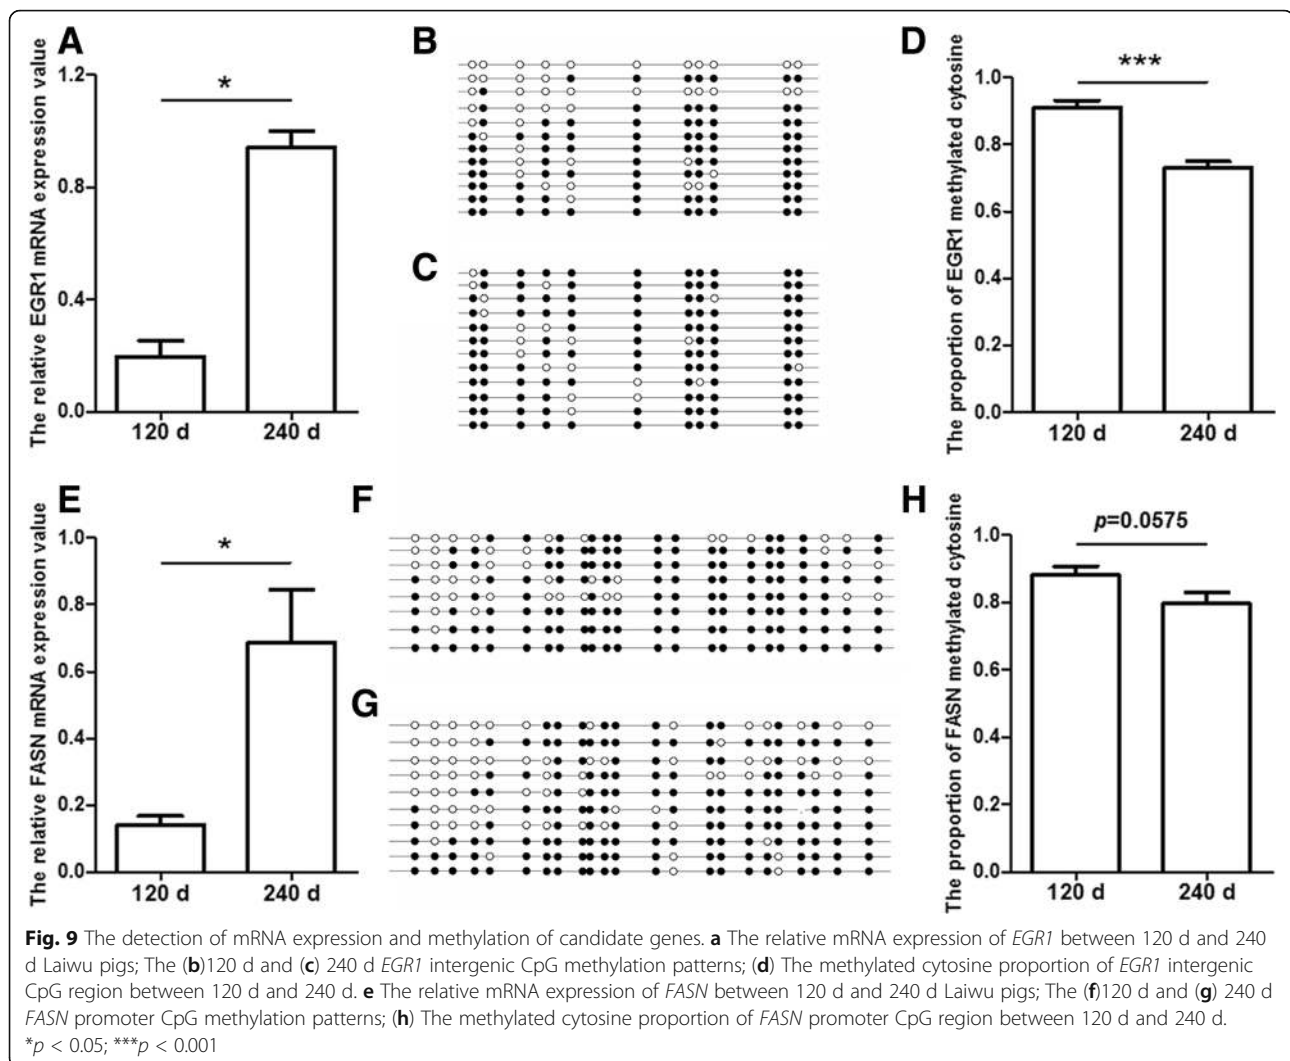 A
The relative EGR1 mRNA expression value
1.2
0.8
0.4
0.0
*
120 d
240 d
B
C
D
The proportion of EGR1 methylated cytosine
1.0
0.8
0.6
0.4
0.2
0.0
***
120 d
240 d
E
The relative FASN mRNA expression value
1.0
0.8
0.6
0.4
0.2
0.0
*
120 d
240 d
F
G
H
The proportion of FASN methylated cytosine
1.0
0.8
0.6
0.4
0.2
0.0
p=0.0575
120 d
240 d
Fig. 9 The detection of mRNA expression and methylation of candidate genes. a The relative mRNA expression of EGR1 between 120 d and 240
d Laiwu pigs; The (b)120 d and (c) 240 d EGR1 intergenic CpG methylation patterns; (d) The methylated cytosine proportion of EGR1 intergenic
CpG region between 120 d and 240 d. e The relative mRNA expression of FASN between 120 d and 240 d Laiwu pigs; The (f)120 d and (g) 240 d
FASN promoter CpG methylation patterns; (h) The methylated cytosine proportion of FASN promoter CpG region between 120 d and 240 d.
*p < 0.05; ***p < 0.001